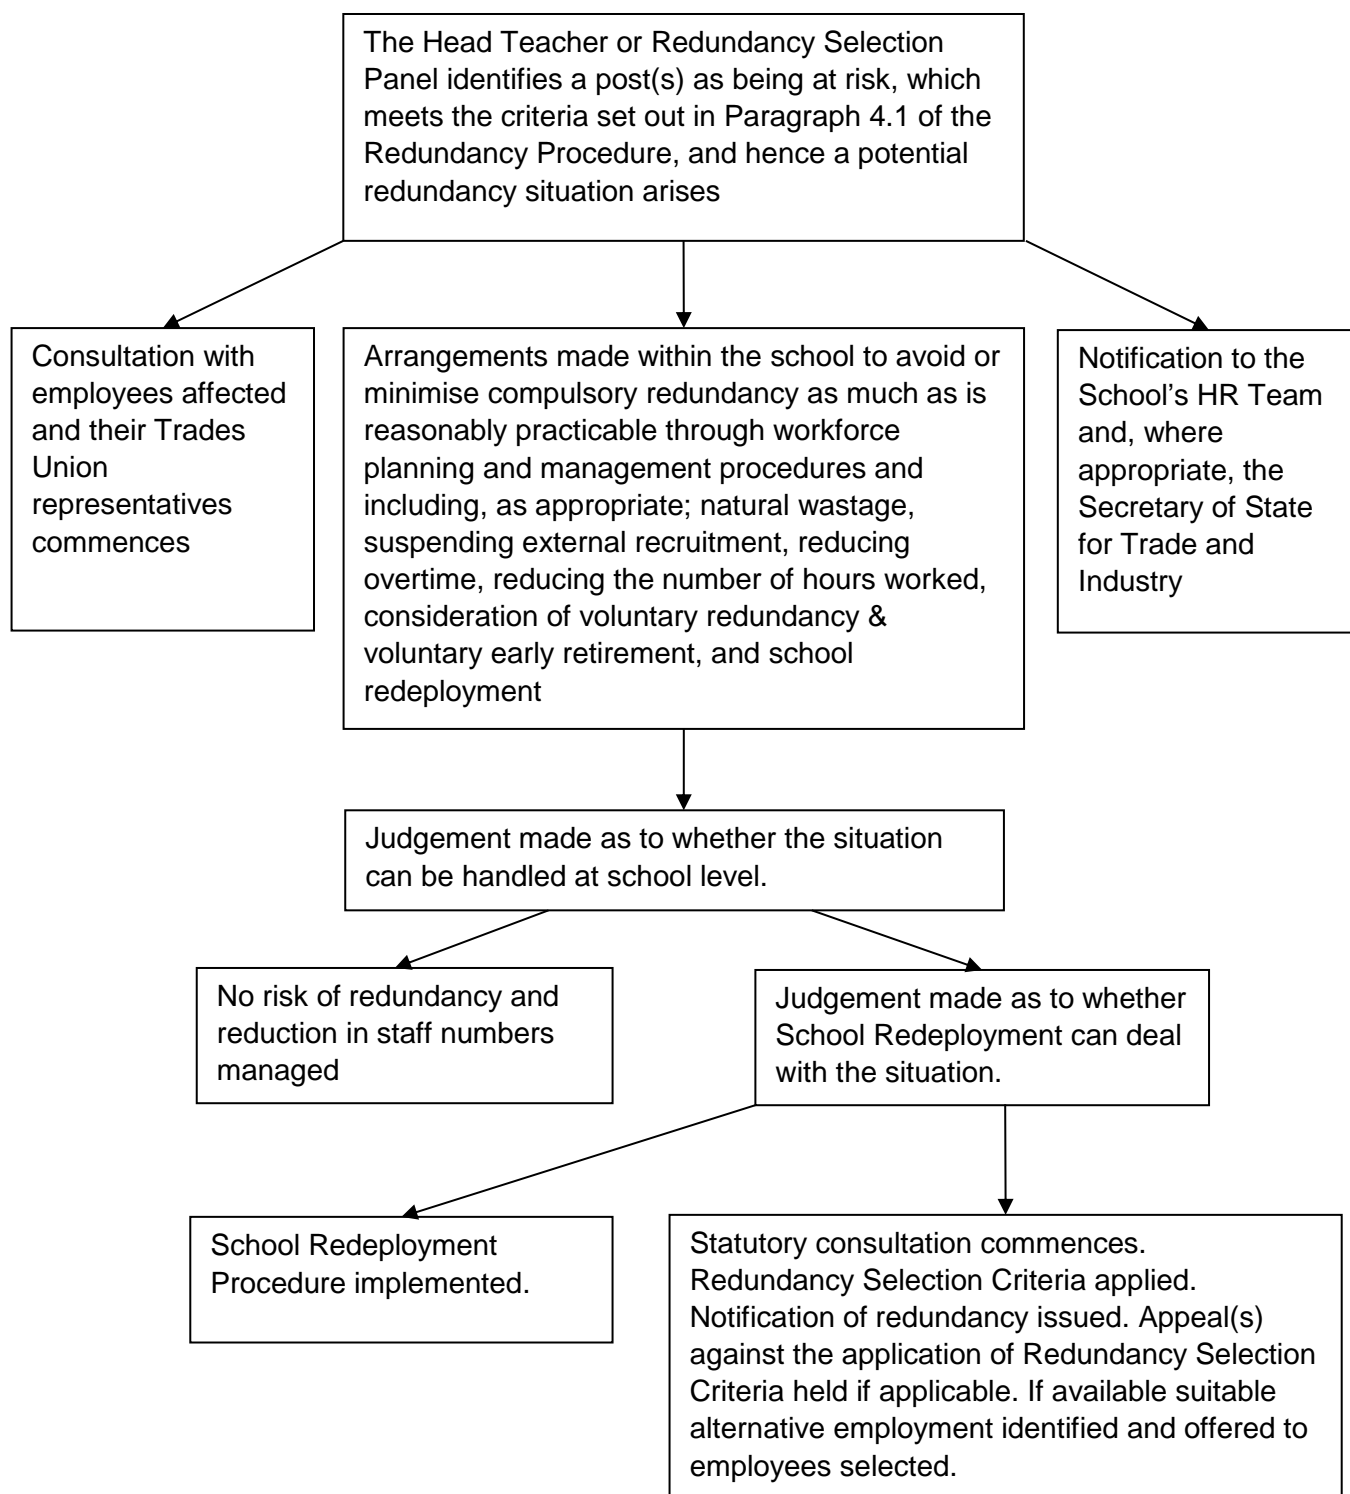 The Head Teacher or Redundancy Selection
Panel identifies a post(s) as being at risk, which
meets the criteria set out in Paragraph 4.1 of the
Redundancy Procedure, and hence a potential
redundancy situation arises
Consultation with
employees affected
and their Trades
Union
representatives
commences
Arrangements made within the school to avoid or
minimise compulsory redundancy as much as is
reasonably practicable through workforce
planning and management procedures and
including, as appropriate; natural wastage,
suspending external recruitment, reducing
overtime, reducing the number of hours worked,
consideration of voluntary redundancy &
voluntary early retirement, and school
redeployment
Notification to the
School’s HR Team
and, where
appropriate, the
Secretary of State
for Trade and
Industry
Judgement made as to whether the situation
can be handled at school level.
No risk of redundancy and
reduction in staff numbers
managed
Judgement made as to whether
School Redeployment can deal
with the situation.
School Redeployment
Procedure implemented.
Statutory consultation commences.
Redundancy Selection Criteria applied.
Notification of redundancy issued. Appeal(s)
against the application of Redundancy Selection
Criteria held if applicable. If available suitable
alternative employment identified and offered to
employees selected.